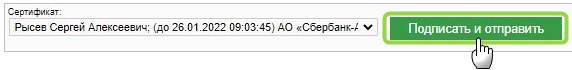 Сертификат:
Рысев Сергей Алексеевич; (до 26.01.2022 09:03:45) АО «Сбербанк-А
Подписать и отправить